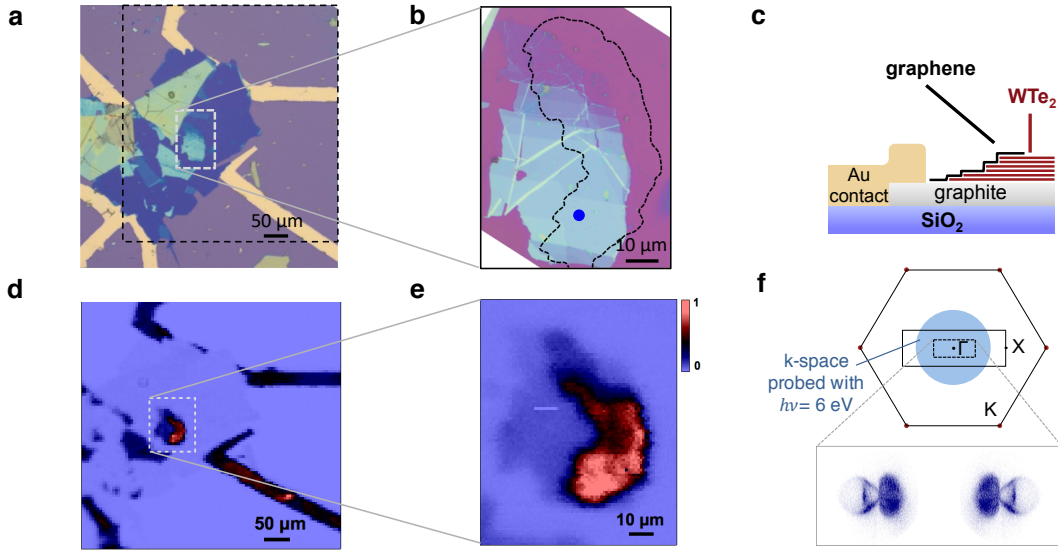 a
50 µm
b
10 µm
c
graphene
WTe2
Au
contact
graphite
SiO2
d
50 µm
e
1
0
10 µm
f
Γ
X
K
k-space
probed with
hν= 6 eV